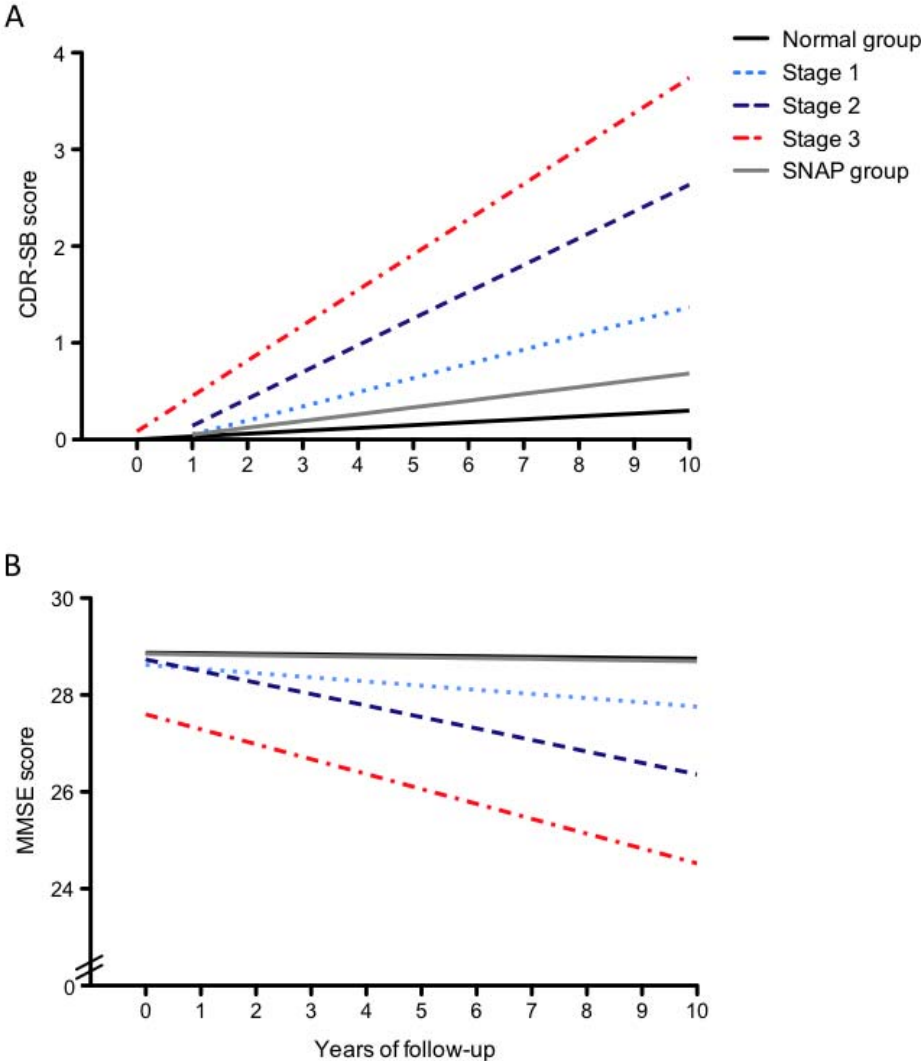 A
4
3
2
1
0
CDR-SB score
0 1 2 3 4 5 6 7 8 9 10
Normal group
Stage 1
Stage 2
Stage 3
SNAP group
B
30
28
26
24
0
MMSE score
0 1 2 3 4 5 6 7 8 9 10
Years of follow-up